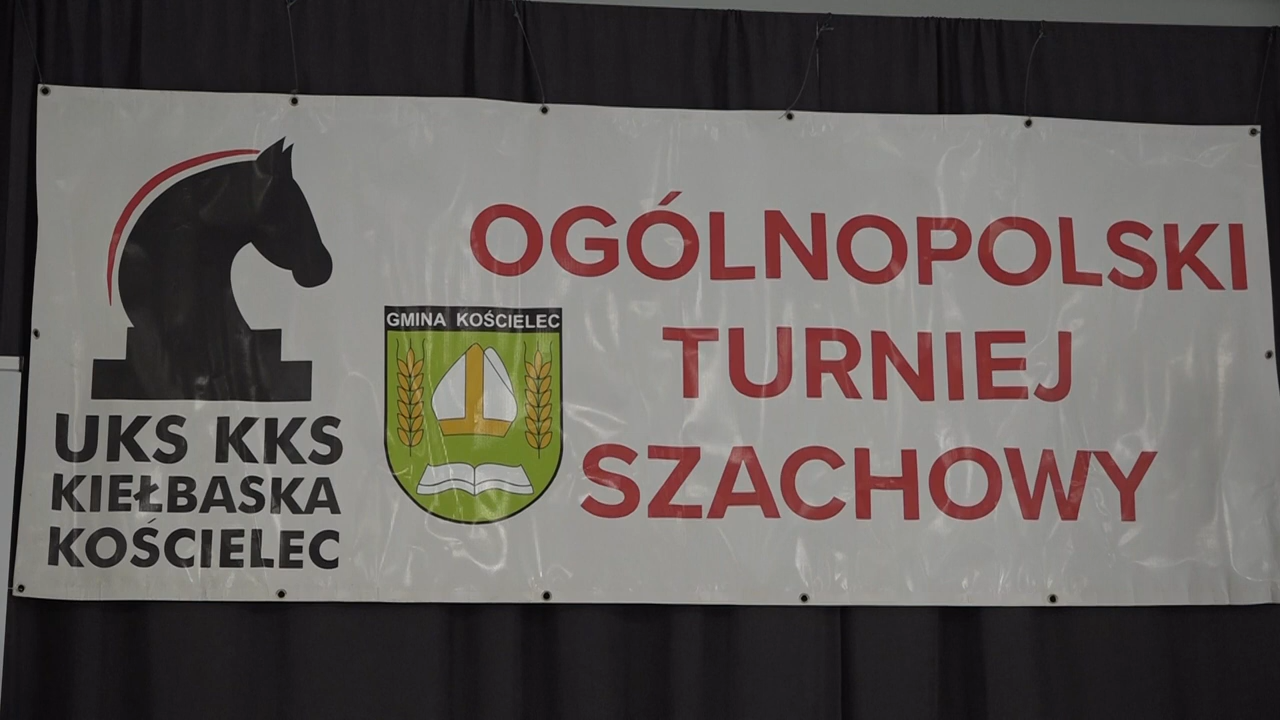 UKS KKS
KIEŁBASKA
KOŚCIELEC
GMINA KOŚCIELEC
OGÓLNOPOLSKI
TURNIEJ
SZACHOWY